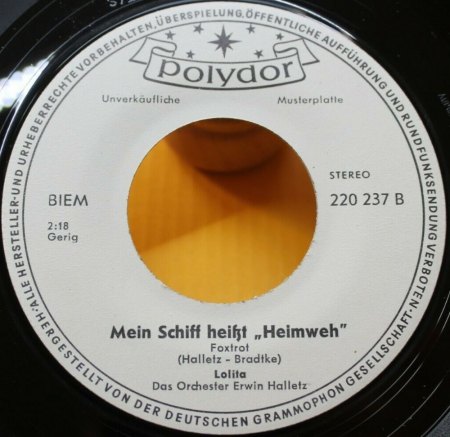 ALLE HERSTELLER- UND URHEBERRECHTE VORBEHALTEN, ÜBERSPIELUNG, ÖFFENTLICHE AUFFÜHRUNG UND RUNDFUNKSENDUNG VERBOTEN.
HERGESTELLT VON DER DEUTSCHEN GRAMMOPHON GESELLSCHAFT·
Polydor
Unverkäufliche Musterplatte
STEREO
BIEM 220 237 B
2:18
Gerig
Mein Schiff heißt „Heimweh"
Foxtrot
(Halletz - Bradtke)
Lolita
Das Orchester Erwin Halletz